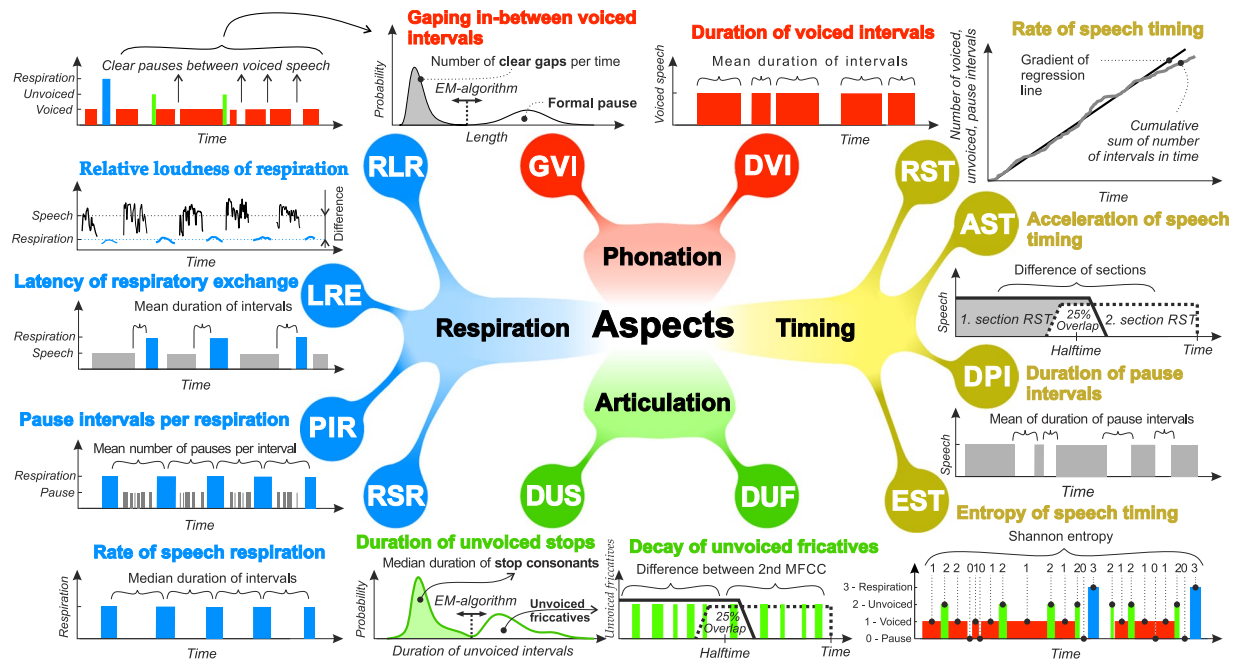 Clear pauses between voiced speech
Respiration
Unvoiced
Voiced
Time
Gaping in-between voiced
intervals
Number of clear gaps per time
EM-algorithm
Formal pause
Probability
Length
Duration of voiced intervals
Mean duration of intervals
Voiced speech
Time
Rate of speech timing
Number of voiced,
unvoiced, pause intervals
Gradient of
regression
line
Cumulative
sum of number
of intervals in time
Time
Relative loudness of respiration
Speech
Respiration
Difference
Time
RLR
GVI
DVI
RST
AST
Acceleration of speech
timing
Difference of sections
Speech
1. section RST
25%
Overlap
2. section RST
Halftime
Time
Latency of respiratory exchange
Mean duration of intervals
Respiration
Speech
Time
LRE
Phonation
Respiration
Aspects
Timing
Articulation
DPI
Duration of pause
intervals
Mean of duration of pause intervals
Speech
Time
Pause intervals per respiration
Mean number of pauses per interval
Respiration
Pause
Time
PIR
RSR
DUS
DUF
EST
Rate of speech respiration
Median duration of intervals
Respiration
Time
Duration of unvoiced stops
Median duration of stop consonants
EM-algorithm
Unvoiced
friccatives
Probability
Duration of unvoiced intervals
Decay of unvoiced fricatives
Difference between 2nd MFCC
Unvoiced friccatives
25%
Overlap
Halftime
Time
Entropy of speech timing
Shannon entropy
1 2 2 1 010 1 2 1 2 1 20 3 2 1 2 1 0 1 20 3
3 - Respiration
2 - Unvoiced
1 - Voiced
0 - Pause
Time